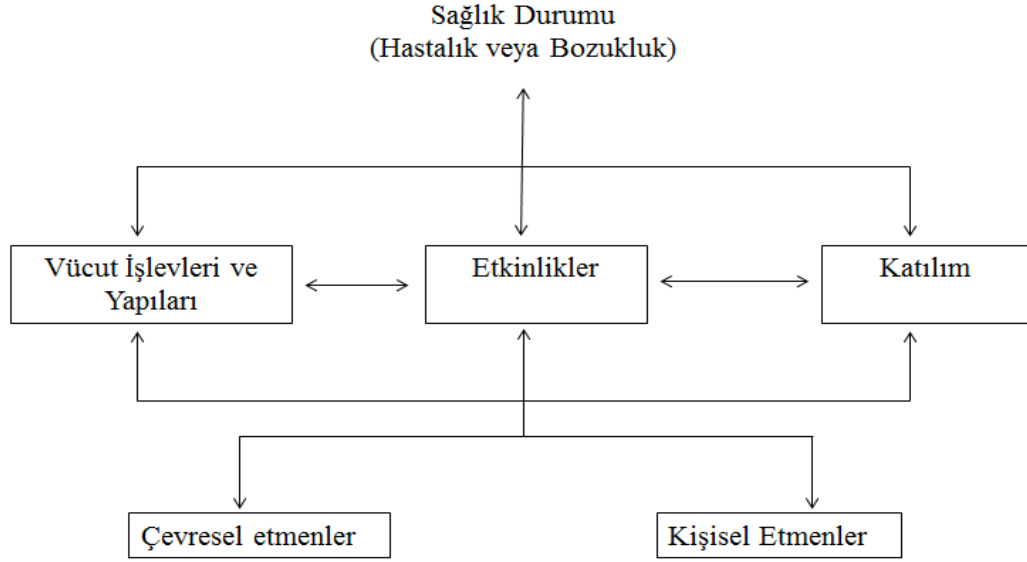 Sağlık Durumu
(Hastalık veya Bozukluk)
Vücut İşlevleri ve
Yapıları
Etkinlikler
Katılım
Çevresel etmenler
Kişisel Etmenler